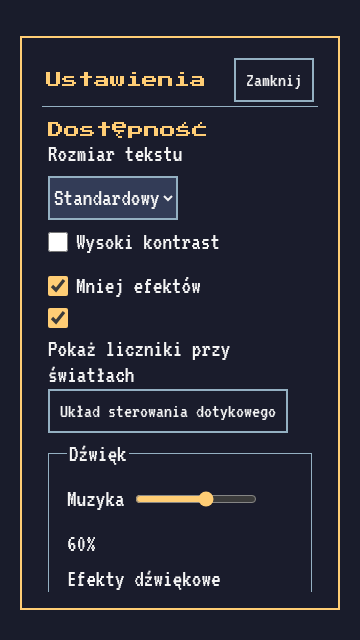 Ustawienia
Zamknij
Dostępność
Rozmiar tekstu
Standardowy
Wysoki kontrast
Mniej efektów
Pokaż liczniki przy
światłach
Układ sterowania dotykowego
Dźwięk
Muzyka
60%
Efekty dźwiękowe